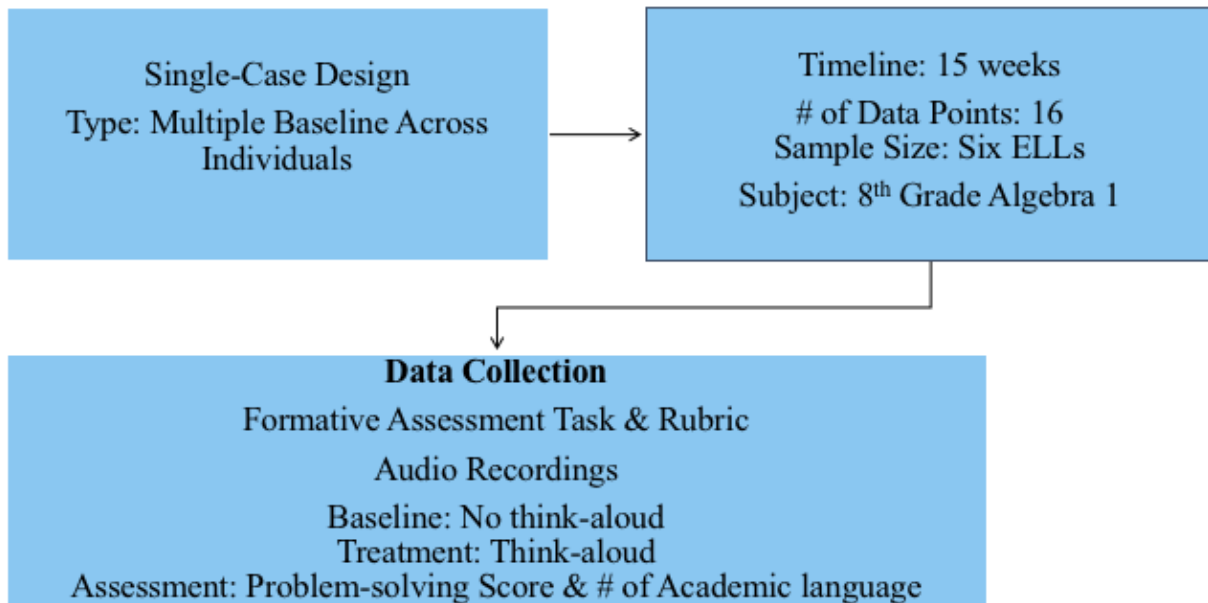 Single-Case Design
Type: Multiple Baseline Across
Individuals
Timeline: 15 weeks
# of Data Points: 16
Sample Size: Six ELLs
Subject: 8th Grade Algebra 1
Data Collection
Formative Assessment Task & Rubric
Audio Recordings
Baseline: No think-aloud
Treatment: Think-aloud
Assessment: Problem-solving Score & # of Academic language